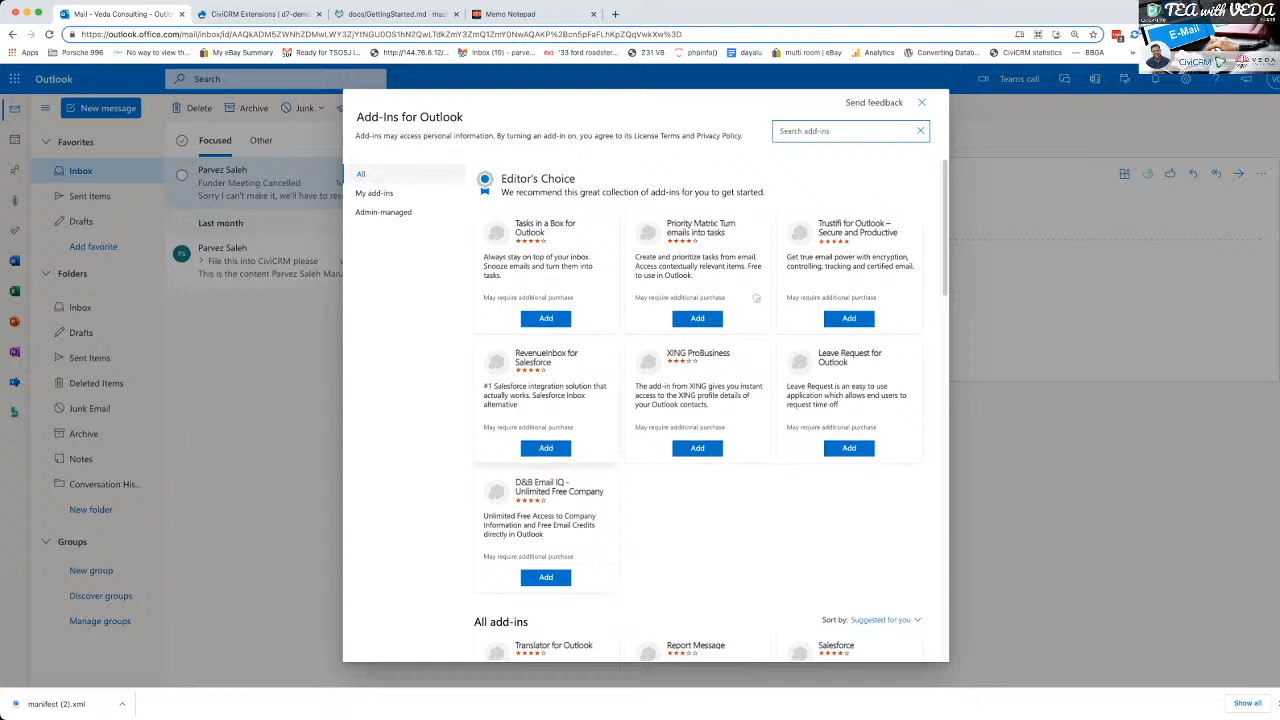 Mail - Veda Consulting - Outlo
CiviCRM Extensions | d7-demo
docs/GettingStarted.md · mas
Memo Notepad
https://outlook.office.com/mail/inbox/id/AAQkADM5ZWNhZDMwLWY3ZjYtNGU0OS1hN2QwLTM3ZmQ1ZmQ1ZmY0NwAQAKP%2Bcn5pFaFLhKpZQqVwkXw%3D
Apps
Porsche 996
No way to view th...
My eBay Summary
Ready for TSOSJ i...
http://144.76.6.12/...
Inbox (10) - parve...
'33 ford roadster...
Z31 V8
phpinfo()
dayalu
multi room | eBay
Analytics
Converting Datab...
CiviCRM statistics
BBGA
E-Mail
CiviCRM
VEDA
Outlook
Search
Teams call
New message
Delete
Archive
Junk
Favorites
Inbox
Sent Items
Drafts
Add favorite
Folders
Inbox
Drafts
Sent Items
Deleted Items
Junk Email
Archive
Notes
Conversation His...
New folder
Groups
New group
Discover groups
Manage groups
Focused
Other
Parvez Saleh
Funder Meeting Cancelled
Sorry I can't make it, we'll have to res
Last month
PS
Parvez Saleh
> This file into CiviCRM please
Parvez Saleh Man
Send feedback
Add-Ins for Outlook
Add-ins may access personal information. By turning an add-in on, you agree to its License Terms and Privacy Policy.
Search add-ins
All
My add-ins
Admin-managed
Editor's Choice
We recommend this great collection of add-ins for you to get started.
Tasks in a Box for
Outlook
Always stay on top of your inbox.
Snooze emails and turn them into
tasks.
May require additional purchase
Add
Priority Matrix: Turn
emails into tasks
Create and prioritize tasks from email.
Access contextually relevant items. Free
to use in Outlook.
May require additional purchase
Add
Trustifi for Outlook –
Secure and Productive
Get true email power with encryption,
controlling, tracking and certified email.
May require additional purchase
Add
RevenueInbox for
Salesforce
#1 Salesforce integration solution that
actually works. Salesforce Inbox
alternative
May require additional purchase
Add
XING ProBusiness
The add-in from XING gives you instant
access to the XING profile details of
your Outlook contacts.
May require additional purchase
Add
Leave Request for
Outlook
Leave Request is an easy to use
application which allows end users to
request time off
May require additional purchase
Add
D&B Email IQ -
Unlimited Free Company
Unlimited Free Access to Company
Information and Free Email Credits
directly in Outlook
May require additional purchase
Add
All add-ins
Sort by: Suggested for you
Translator for Outlook
Report Message
Salesforce
manifest (2).xml
Show all